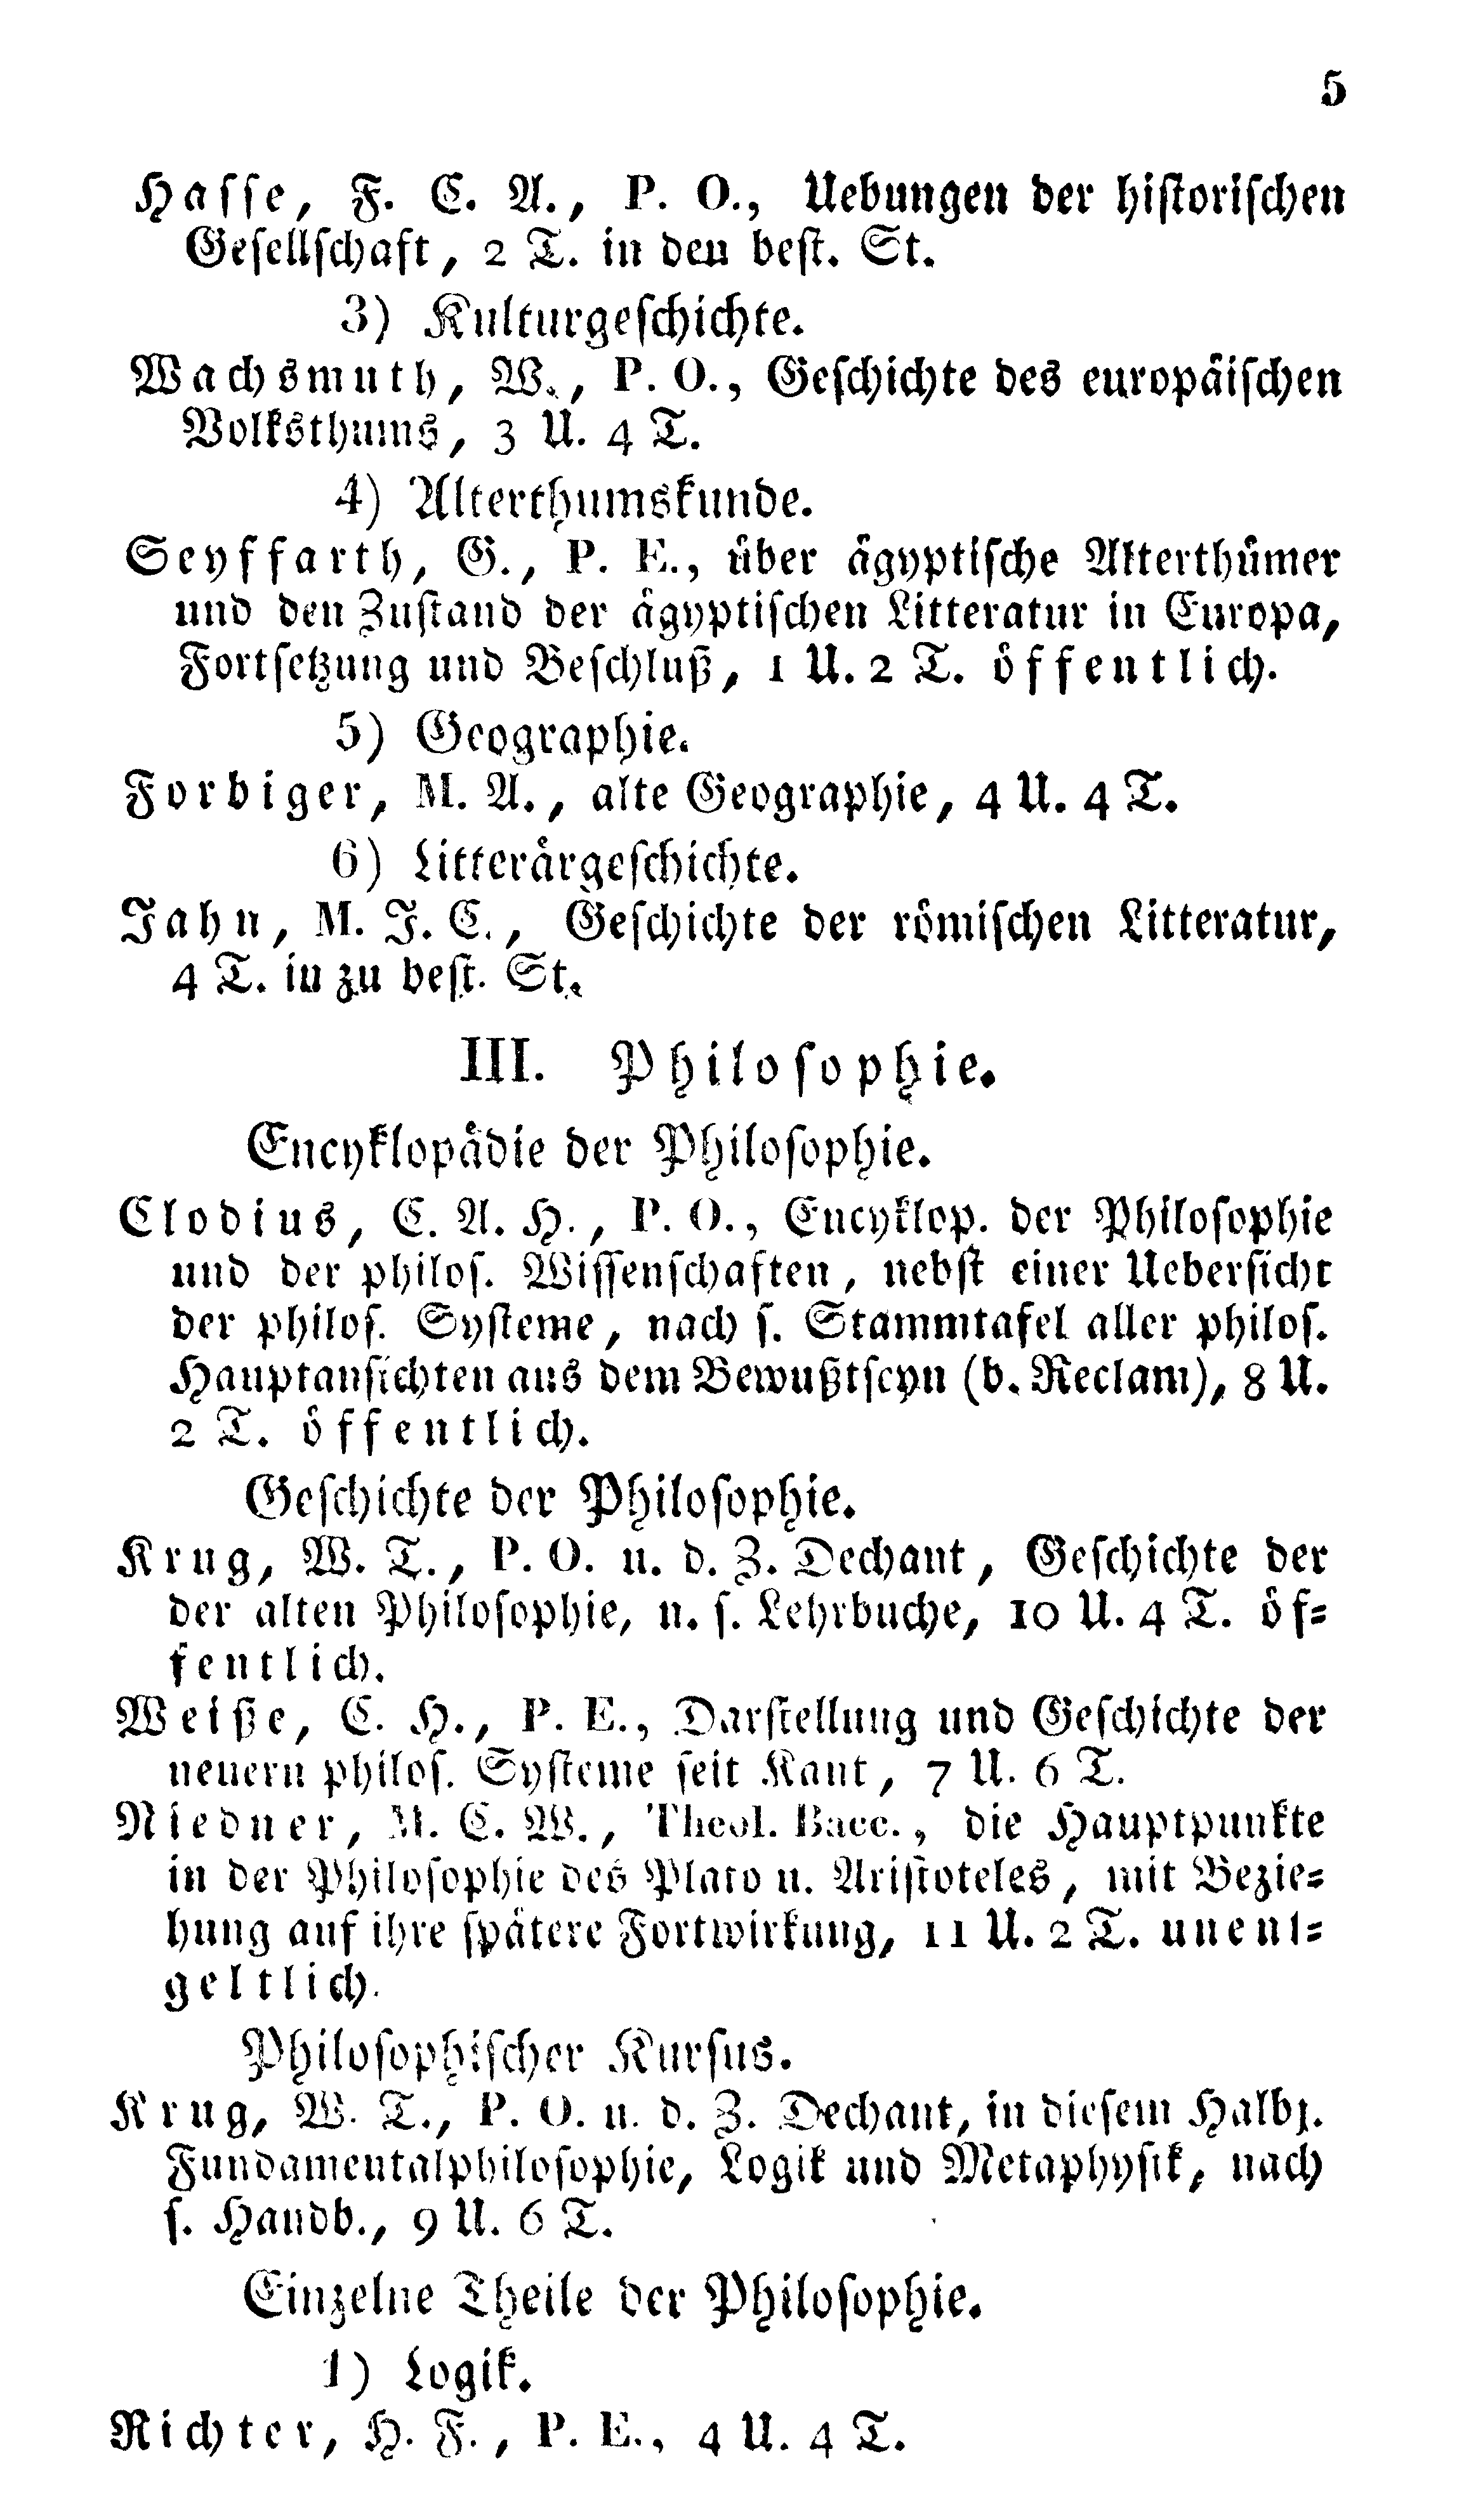 5
Hasse, F. C. A., P. O., Uebungen der historischen
Gesellschaft, 2 T. in den best. St.
3) Kulturgeschichte.
Wachsmuth, W., P. O., Geschichte des europäischen
Volksthums, 3 U. 4 T.
4) Alterthumskunde.
Seyffarth, G., P. E., über ägyptische Alterthümer
und den Zustand der ägyptischen Litteratur in Europa,
Fortsetzung und Beschluß, 1 U. 2 T. öffentlich.
5) Geographie.
Forbiger, M. A., alte Geographie, 4 U. 4 T.
6) Litterärgeschichte.
Jahn, M. J. C., Geschichte der römischen Litteratur,
4 T. in zu best. St.
III. Philosophie.
Encyklopädie der Philosophie.
Clodius, C. A. H., P. O., Encyklop. der Philosophie
und der philos. Wissenschaften, nebst einer Uebersicht
der philos. Systeme, nach s. Stammtafel aller philos.
Hauptansichten aus dem Bewußtseyn (b. Reclam), 8 U.
2 T. öffentlich.
Geschichte der Philosophie.
Krug, W. T., P. O. u. d. Z. Dechant, Geschichte der
der alten Philosophie, n. s. Lehrbuche, 10 U. 4 T. öf-
fentlich.
Weiße, C. H., P. E., Darstellung und Geschichte der
neuern philos. Systeme seit Kant, 7 U. 6 T.
Niedner, M. C. W., Theol. Bacc., die Hauptpunkte
in der Philosophie des Plato u. Aristoteles, mit Bezie-
hung auf ihre spätere Fortwirkung, 11 U. 2 T. unent-
geltlich.
Philosophischer Kursus.
Krug, W. T., P. O. u. d. Z. Dechant, in diesem Halbj.
Fundamentalphilosophie, Logik und Metaphysik, nach
s. Handb., 9 U. 6 T.
Einzelne Theile der Philosophie.
1) Logik.
Richter, H. F., P. E., 4 U. 4 T.